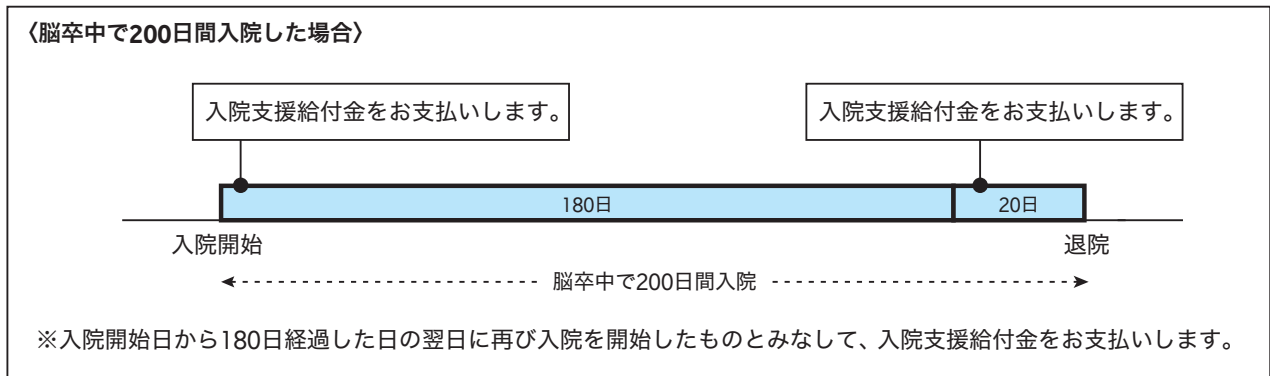 〈脳卒中で200日間入院した場合〉
入院支援給付金をお支払いします。
入院支援給付金をお支払いします。
180日
20日
入院開始
退院
脳卒中で200日間入院
※入院開始日から180日経過した日の翌日に再び入院を開始したものとみなして、入院支援給付金をお支払いします。